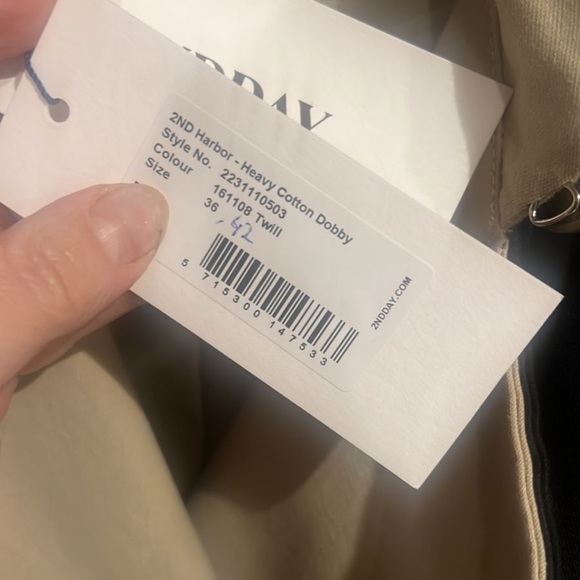 2NDDAY
2ND Harbor - Heavy Cotton Dobby
Style No. 2231110503
Colour 161108 Twill
Size 36 - 42
5 715300 147533
2NDDAY.COM